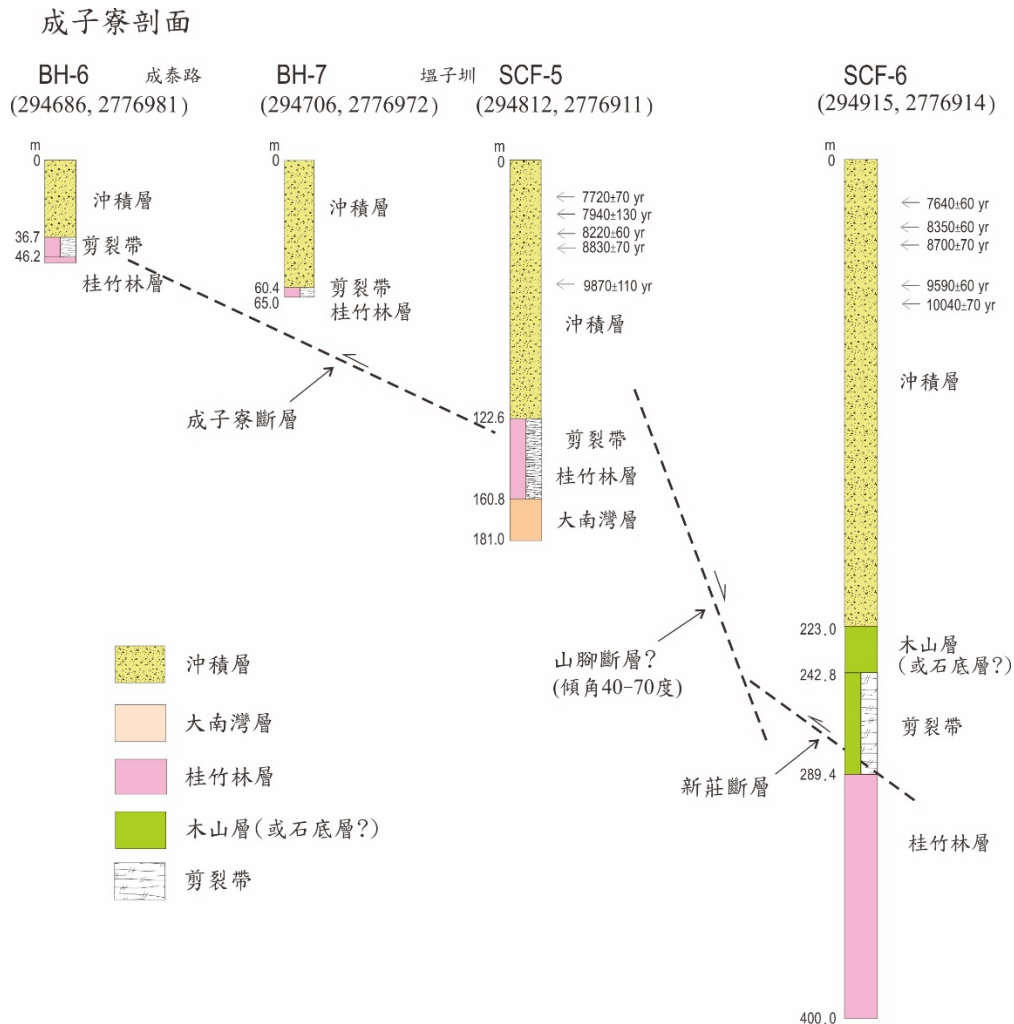 成子寮剖面
BH-6
(294686, 2776981)
成泰路
BH-7
(294706, 2776972)
塭子圳
SCF-5
(294812, 2776911)
SCF-6
(294915, 2776914)
m
0
沖積層
36.7
剪裂帶
46.2
桂竹林層
m
0
沖積層
60.4
剪裂帶
65.0
桂竹林層
成子寮斷層
m
0
7720±70 yr
7940±130 yr
8220±60 yr
8830±70 yr
9870±110 yr
沖積層
122.6
剪裂帶
桂竹林層
160.8
大南灣層
181.0
山腳斷層?
(傾角40-70度)
新莊斷層
m
0
7640±60 yr
8350±60 yr
8700±70 yr
9590±60 yr
10040±70 yr
沖積層
223.0
木山層
(或石底層?)
242.8
剪裂帶
289.4
桂竹林層
400.0
沖積層
大南灣層
桂竹林層
木山層(或石底層?)
剪裂帶